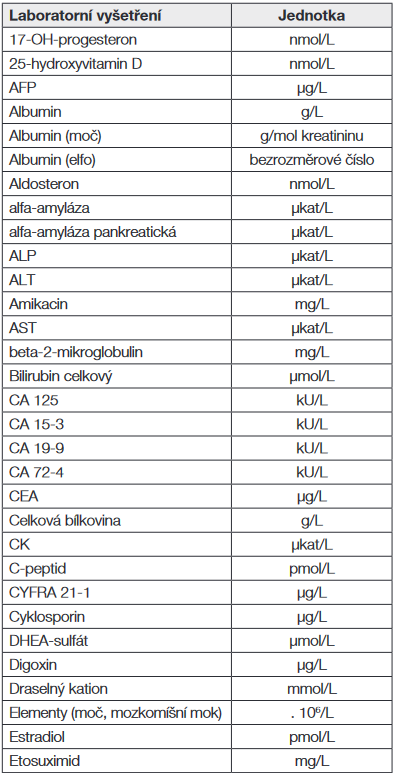 Laboratorní vyšetření Jednotka
17-OH-progesteron nmol/L
25-hydroxyvitamin D nmol/L
AFP µg/L
Albumin g/L
Albumin (moč) g/mol kreatininu
Albumin (elfo) bezrozměrové číslo
Aldosteron nmol/L
alfa-amyláza µkat/L
alfa-amyláza pankreatická µkat/L
ALP µkat/L
ALT µkat/L
Amikacin mg/L
AST µkat/L
beta-2-mikroglobulin mg/L
Bilirubin celkový µmol/L
CA 125 kU/L
CA 15-3 kU/L
CA 19-9 kU/L
CA 72-4 kU/L
CEA µg/L
Celková bílkovina g/L
CK µkat/L
C-peptid pmol/L
CYFRA 21-1 µg/L
Cyklosporin µg/L
DHEA-sulfát µmol/L
Digoxin µg/L
Draselný kation mmol/L
Elementy (moč, mozkomíšní mok) . 10⁶/L
Estradiol pmol/L
Etosuximid mg/L